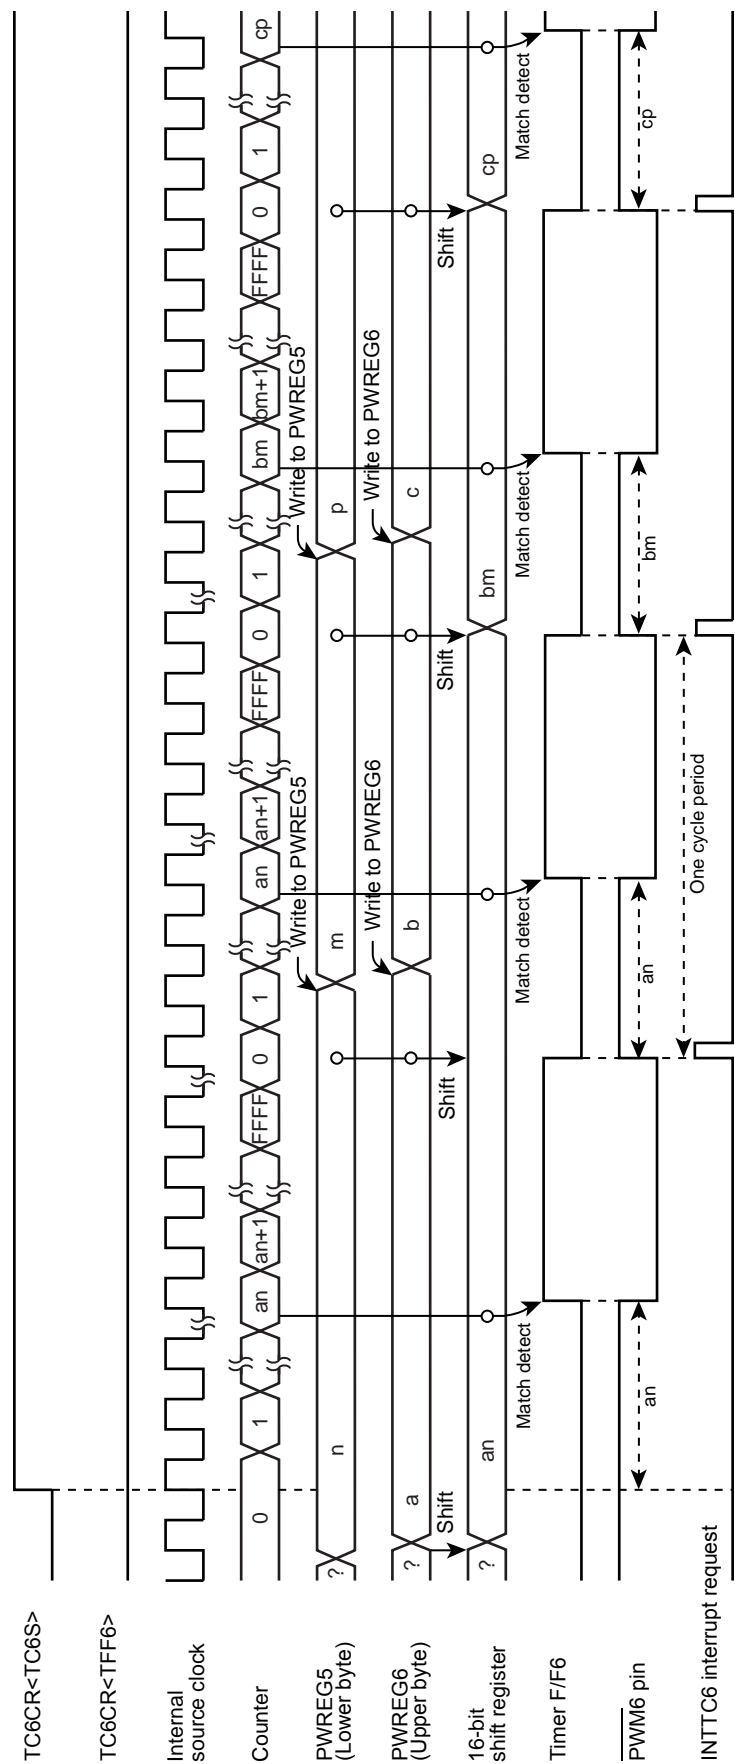 TC6CR<TC6S>
TC6CR<TFF6>
Internal
source clock
Counter
0
1
an
an+1
FFFF
0
1
an
an+1
FFFF
0
1
bm
bm+1
FFFF
0
1
cp
PWREG5
(Lower byte)
?
n
Write to PWREG5
m
Write to PWREG5
p
PWREG6
(Upper byte)
?
a
Write to PWREG6
b
Write to PWREG6
c
Shift
Shift
Shift
Shift
16-bit
shift register
?
an
bm
cp
Match detect
Match detect
Match detect
Match detect
Timer F/F6
PWM6 pin
an
an
bm
cp
One cycle period
INTTC6 interrupt request